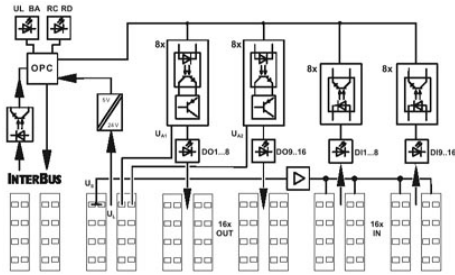 UL BA RC RD
8x 8x 8x 8x
OPC
5V
24V
UA1 UA2
DO1...8 DO9..16 DI1...8 DI9..16
INTERBUS
US
UL
16x
OUT
16x
IN